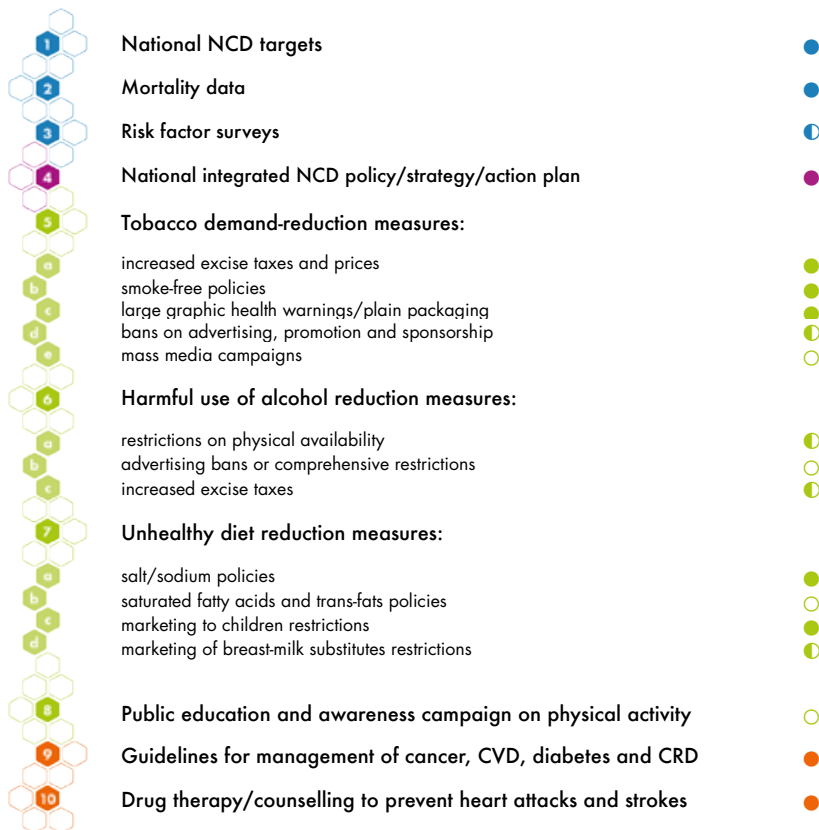 1 National NCD targets
2 Mortality data
3 Risk factor surveys
4 National integrated NCD policy/strategy/action plan
5 Tobacco demand-reduction measures:
a increased excise taxes and prices
b smoke-free policies
c large graphic health warnings/plain packaging
d bans on advertising, promotion and sponsorship
e mass media campaigns
6 Harmful use of alcohol reduction measures:
a restrictions on physical availability
b advertising bans or comprehensive restrictions
c increased excise taxes
7 Unhealthy diet reduction measures:
a salt/sodium policies
b saturated fatty acids and trans-fats policies
c marketing to children restrictions
d marketing of breast-milk substitutes restrictions
8 Public education and awareness campaign on physical activity
9 Guidelines for management of cancer, CVD, diabetes and CRD
10 Drug therapy/counselling to prevent heart attacks and strokes